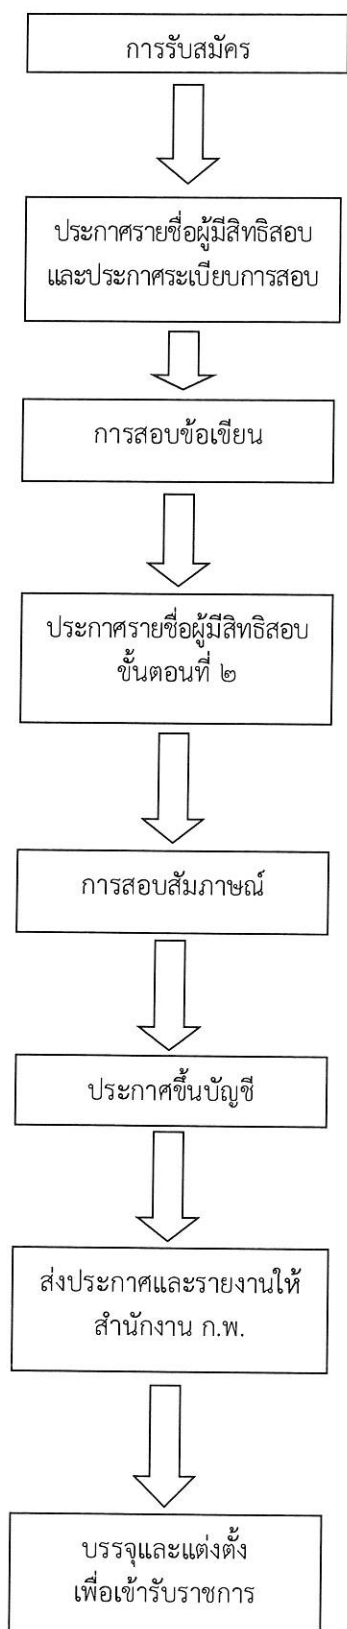 การรับสมัคร
ประกาศรายชื่อผู้มีสิทธิสอบ
และประกาศระเบียบการสอบ
การสอบข้อเขียน
ประกาศรายชื่อผู้มีสิทธิสอบ
ขั้นตอนที่ ๒
การสอบสัมภาษณ์
ประกาศขึ้นบัญชี
ส่งประกาศและรายงานให้
สำนักงาน ก.พ.
บรรจุและแต่งตั้ง
เพื่อเข้ารับราชการ